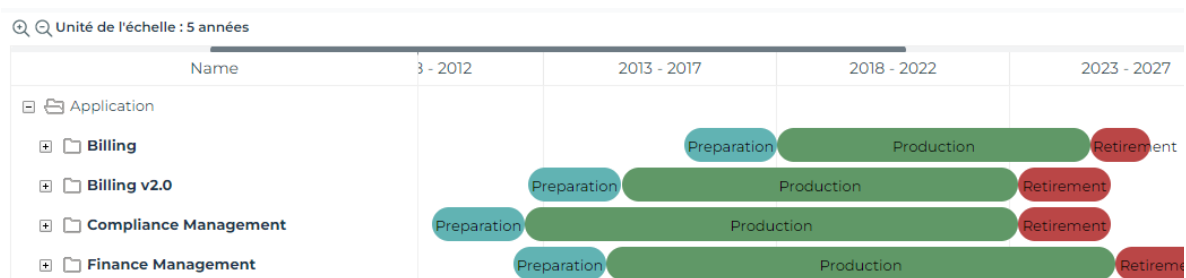 Unité de l'échelle : 5 années
Name 3 - 2012 2013 - 2017 2018 - 2022 2023 - 2027
Application
Billing Preparation Production Retirement
Billing v2.0 Preparation Production Retirement
Compliance Management Preparation Production Retirement
Finance Management Preparation Production Retireme